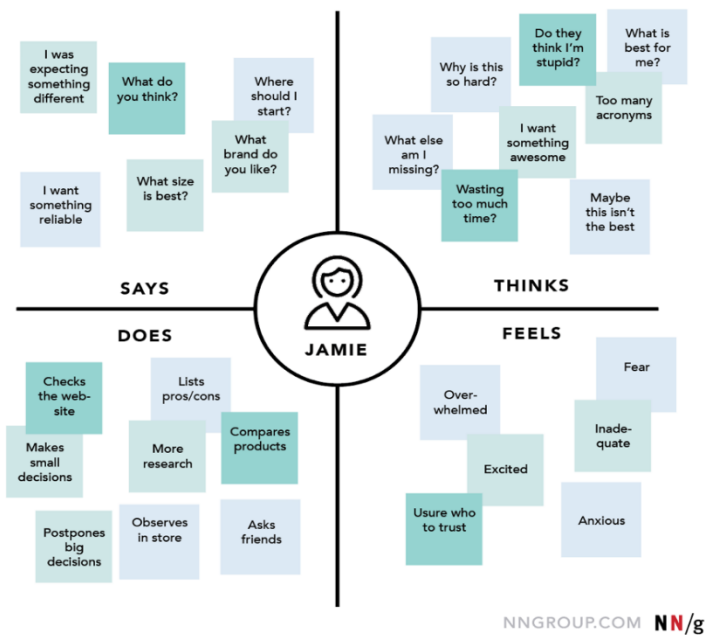 I was
expecting
something
different
What do
you think?
Where
should I
start?
What
brand do
you like?
What size
is best?
I want
something
reliable
SAYS
Do they
think I'm
stupid?
What is
best for
me?
Why is this
so hard?
Too many
acronyms
I want
something
awesome
What else
am I
missing?
Wasting
too much
time?
Maybe
this isn't
the best
THINKS
JAMIE
DOES
Checks
the web-
site
Lists
pros/cons
Compares
products
Makes
small
decisions
More
research
Postpones
big
decisions
Observes
in store
Asks
friends
FEELS
Fear
Over-
whelmed
Inade-
quate
Excited
Usure who
to trust
Anxious
NNGROUP.COM NN/g